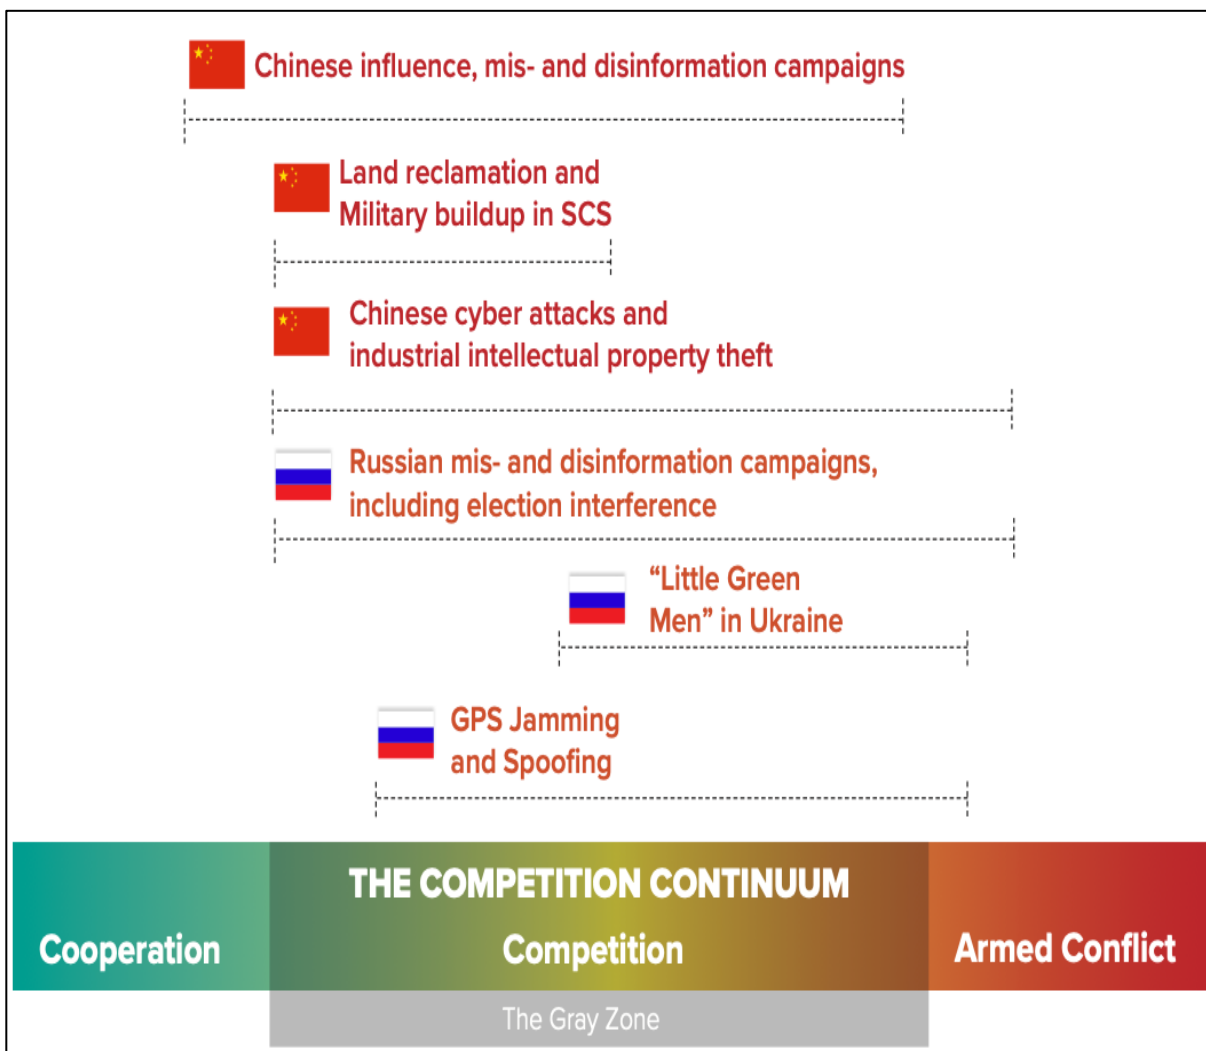 Chinese influence, mis- and disinformation campaigns
Land reclamation and
Military buildup in SCS
Chinese cyber attacks and
industrial intellectual property theft
Russian mis- and disinformation campaigns,
including election interference
“Little Green
Men” in Ukraine
GPS Jamming
and Spoofing
THE COMPETITION CONTINUUM
Cooperation
Competition
Armed Conflict
The Gray Zone